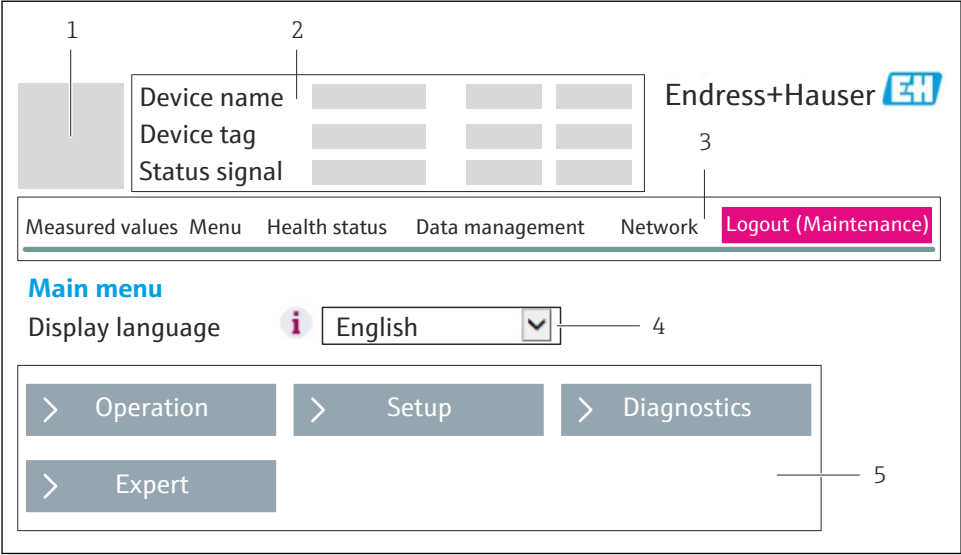 1
2
Device name
Endress+Hauser EH
Device tag
3
Status signal
Measured values Menu Health status Data management Network Logout (Maintenance)
Main menu
Display language i English 4
Operation Setup Diagnostics
5
Expert